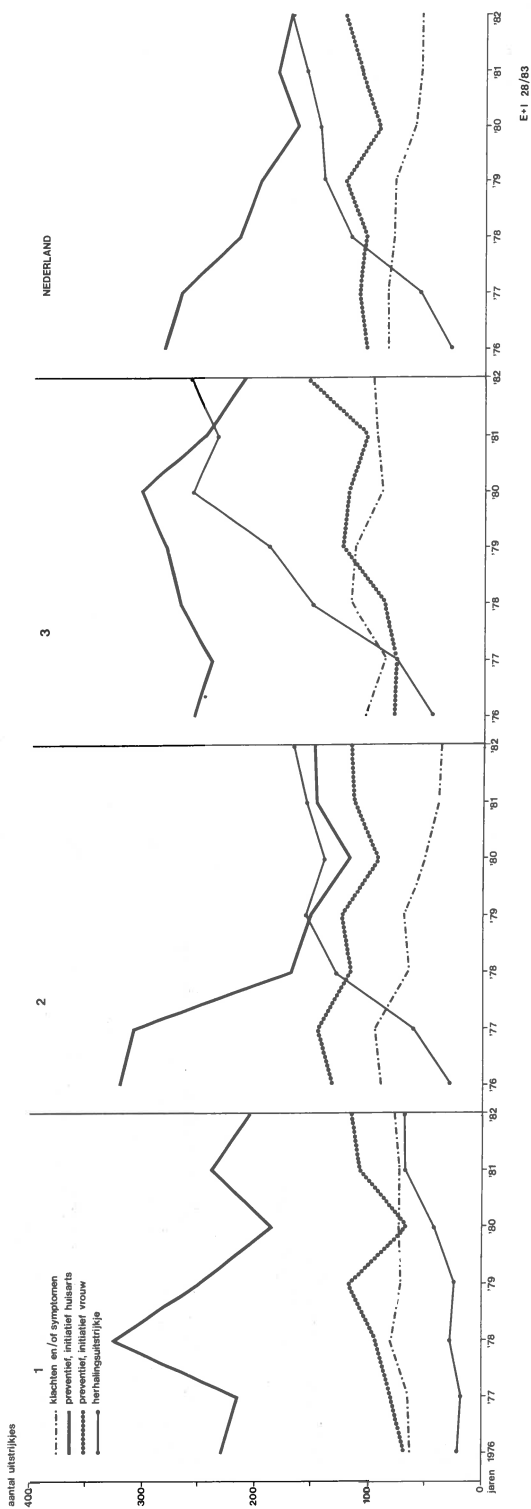 aantal uitstrijkjes
400
300
200
100
0
1
klachten en/of symptomen
preventief, initiatief huisarts
preventief, initiatief vrouw
herhalingsuitstrijkje
2
3
NEDERLAND
jaren 1976 '77 '78 '79 '80 '81 '82
'76 '77 '78 '79 '80 '81 '82
'76 '77 '78 '79 '80 '81 '82
'76 '77 '78 '79 '80 '81 '82
E+I 28/83